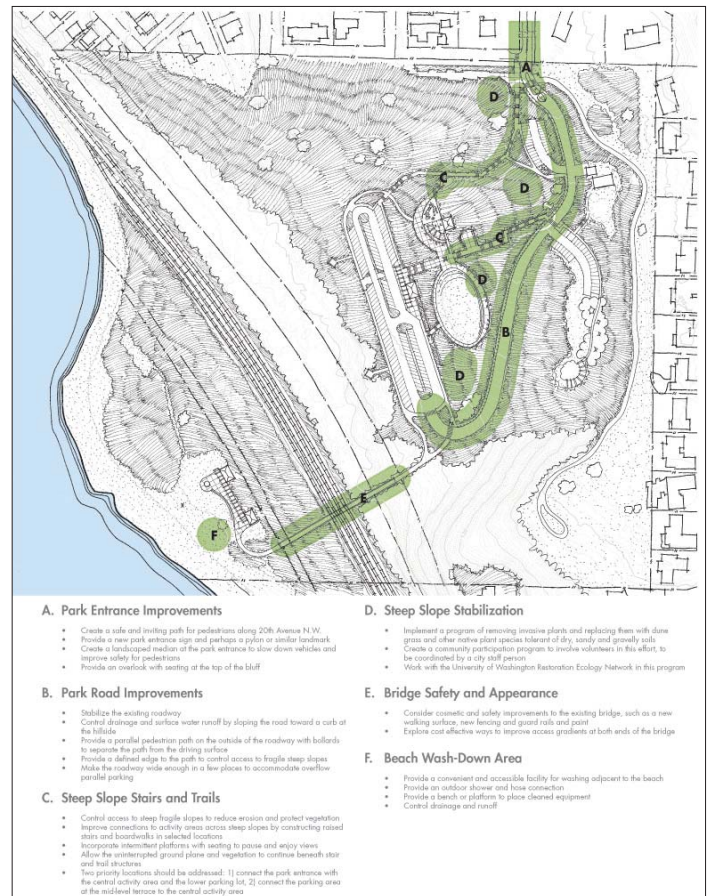 A
D
C
D
C
D
B
D
E
F
A. Park Entrance Improvements
• Create a safe and inviting path for pedestrians along 20th Avenue N.W.
• Provide a new park entrance sign and perhaps a pylon or similar landmark
• Create a landscaped median at the park entrance to slow down vehicles and
improve safety for pedestrians
• Provide an overlook with seating at the top of the bluff
B. Park Road Improvements
• Stabilize the existing roadway
• Control drainage and surface water runoff by sloping the road toward a curb at
the hillside
• Provide a parallel pedestrian path on the outside of the roadway with bollards
to separate the path from the driving surface
• Provide a defined edge to the path to control access to fragile steep slopes
• Make the roadway wide enough in a few places to accommodate overflow
parallel parking.
C. Steep Slope Stairs and Trails
• Control access to steep fragile slopes to reduce erosion and protect vegetation
• Improve connections to activity areas across steep slopes by constructing raised
stairs and boardwalks in selected locations
• Incorporate intermittent platforms with seating to pause and enjoy views
• Allow the uninterrupted ground plane and vegetation to continue beneath stair
and trail structures
• Two priority locations should be addressed: 1) connect the park entrance with
the central activity area and the lower parking lot, 2) connect the parking area
at the mid-level terrace to the central activity area
D. Steep Slope Stabilization
• Implement a program of removing invasive plants and replacing them with dune
grass and other native plant species tolerant of dry, sandy and gravelly soils
• Create a community participation program to involve volunteers in this effort, to
be coordinated by a city staff person
• Work with the University of Washington Restoration Ecology Network in this program
E. Bridge Safety and Appearance
• Consider cosmetic and safety improvements to the existing bridge, such as a new
walking surface, new fencing and guard rails and paint
• Explore cost effective ways to improve access gradients at both ends of the bridge
F. Beach Wash-Down Area
• Provide a convenient and accessible facility for washing adjacent to the beach
• Provide an outdoor shower and hose connection
• Provide a bench or platform to place cleaned equipment
• Control drainage and runoff